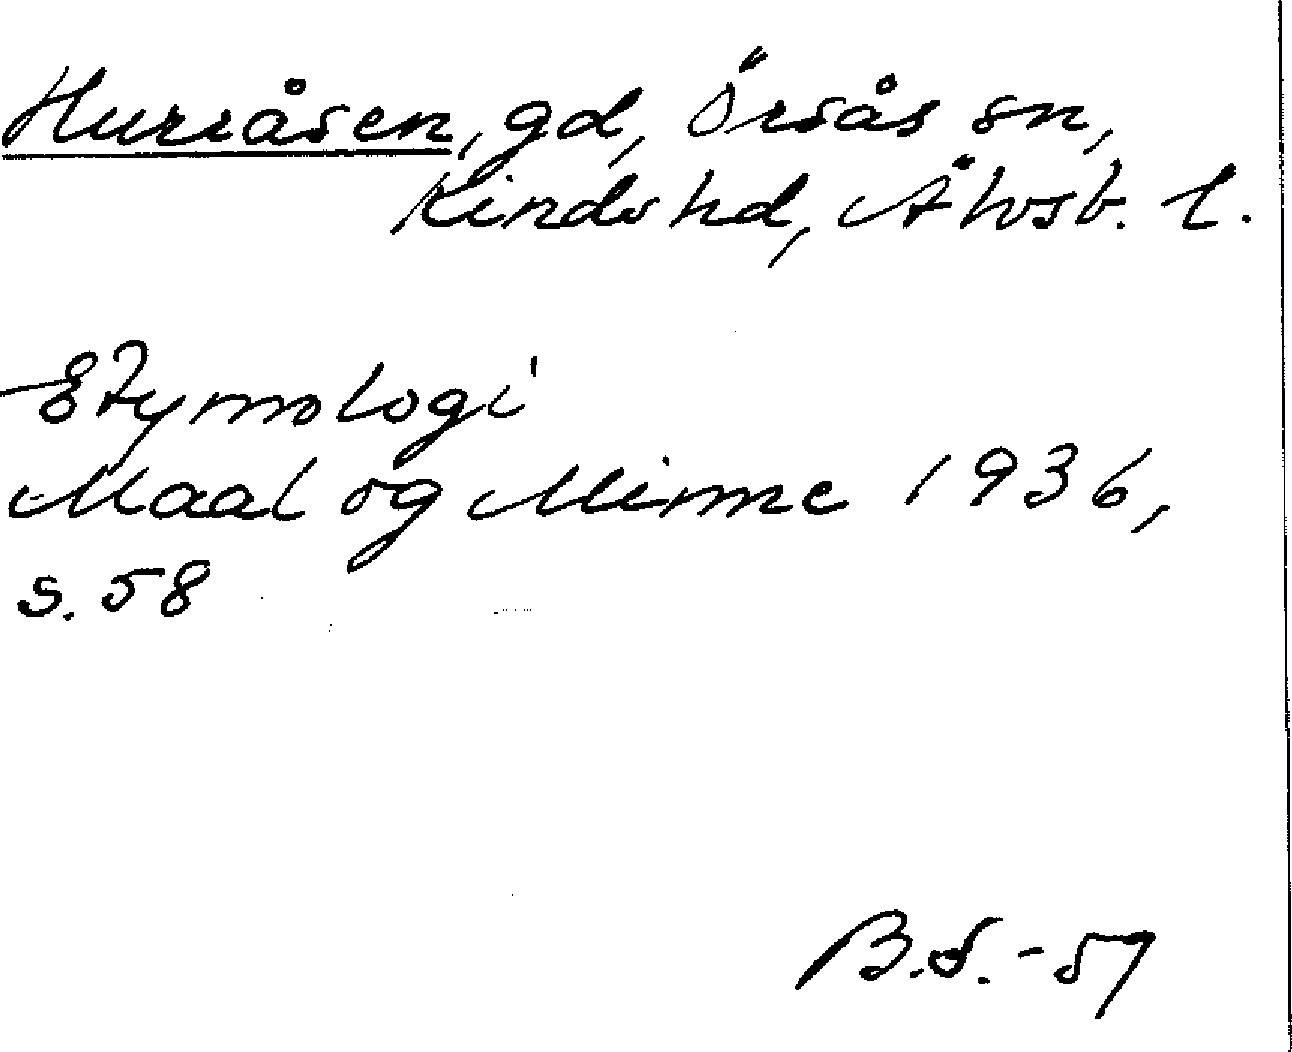 Hurråsen, gd, Örsås sn,
Kinds hd, Älvsb. l.
Etymologi
Maal og Minne 1936,
s. 58
B.S. -57